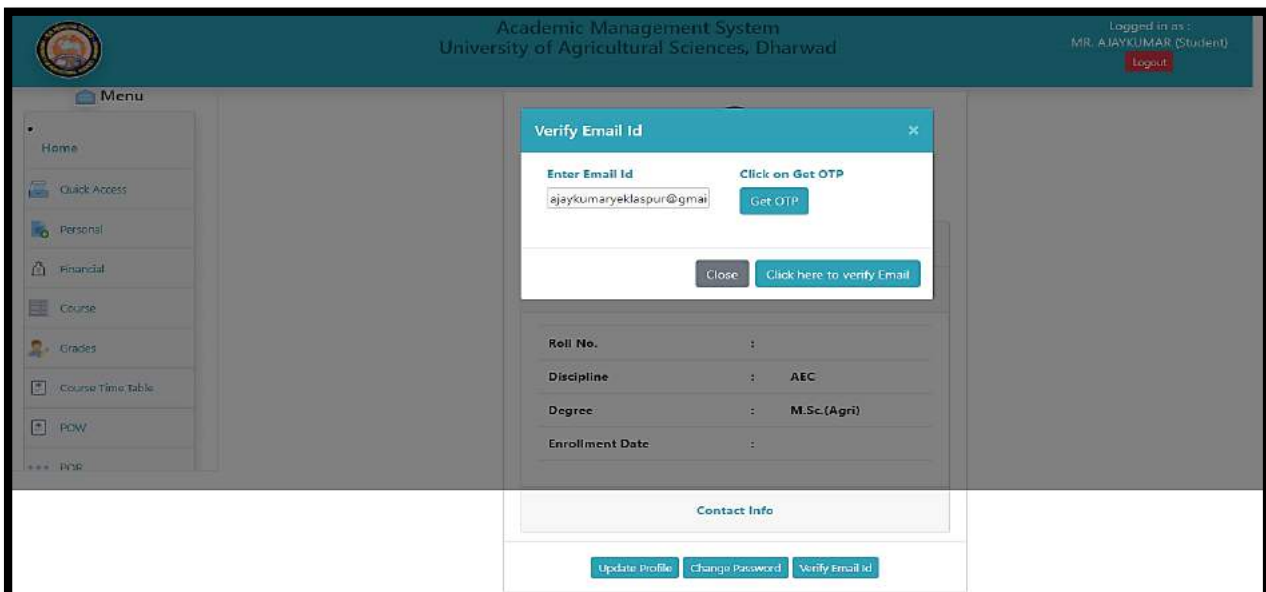 Academic Management System
University of Agricultural Sciences, Dharwad
Logged in as :
MR. AJAYKUMAR (Student)
Logout
Menu
Home
Quick Access
Personal
Financial
Course
Grades
Course Time Table
POW
Verify Email Id ×
Enter Email Id Click on Get OTP
ajaykumaryeklaspur@gmai Get OTP
Close Click here to verify Email
Roll No. :
Discipline : AEC
Degree : M.Sc.(Agri)
Enrollment Date :
Contact Info
Update Profile Change Password Verify Email Id